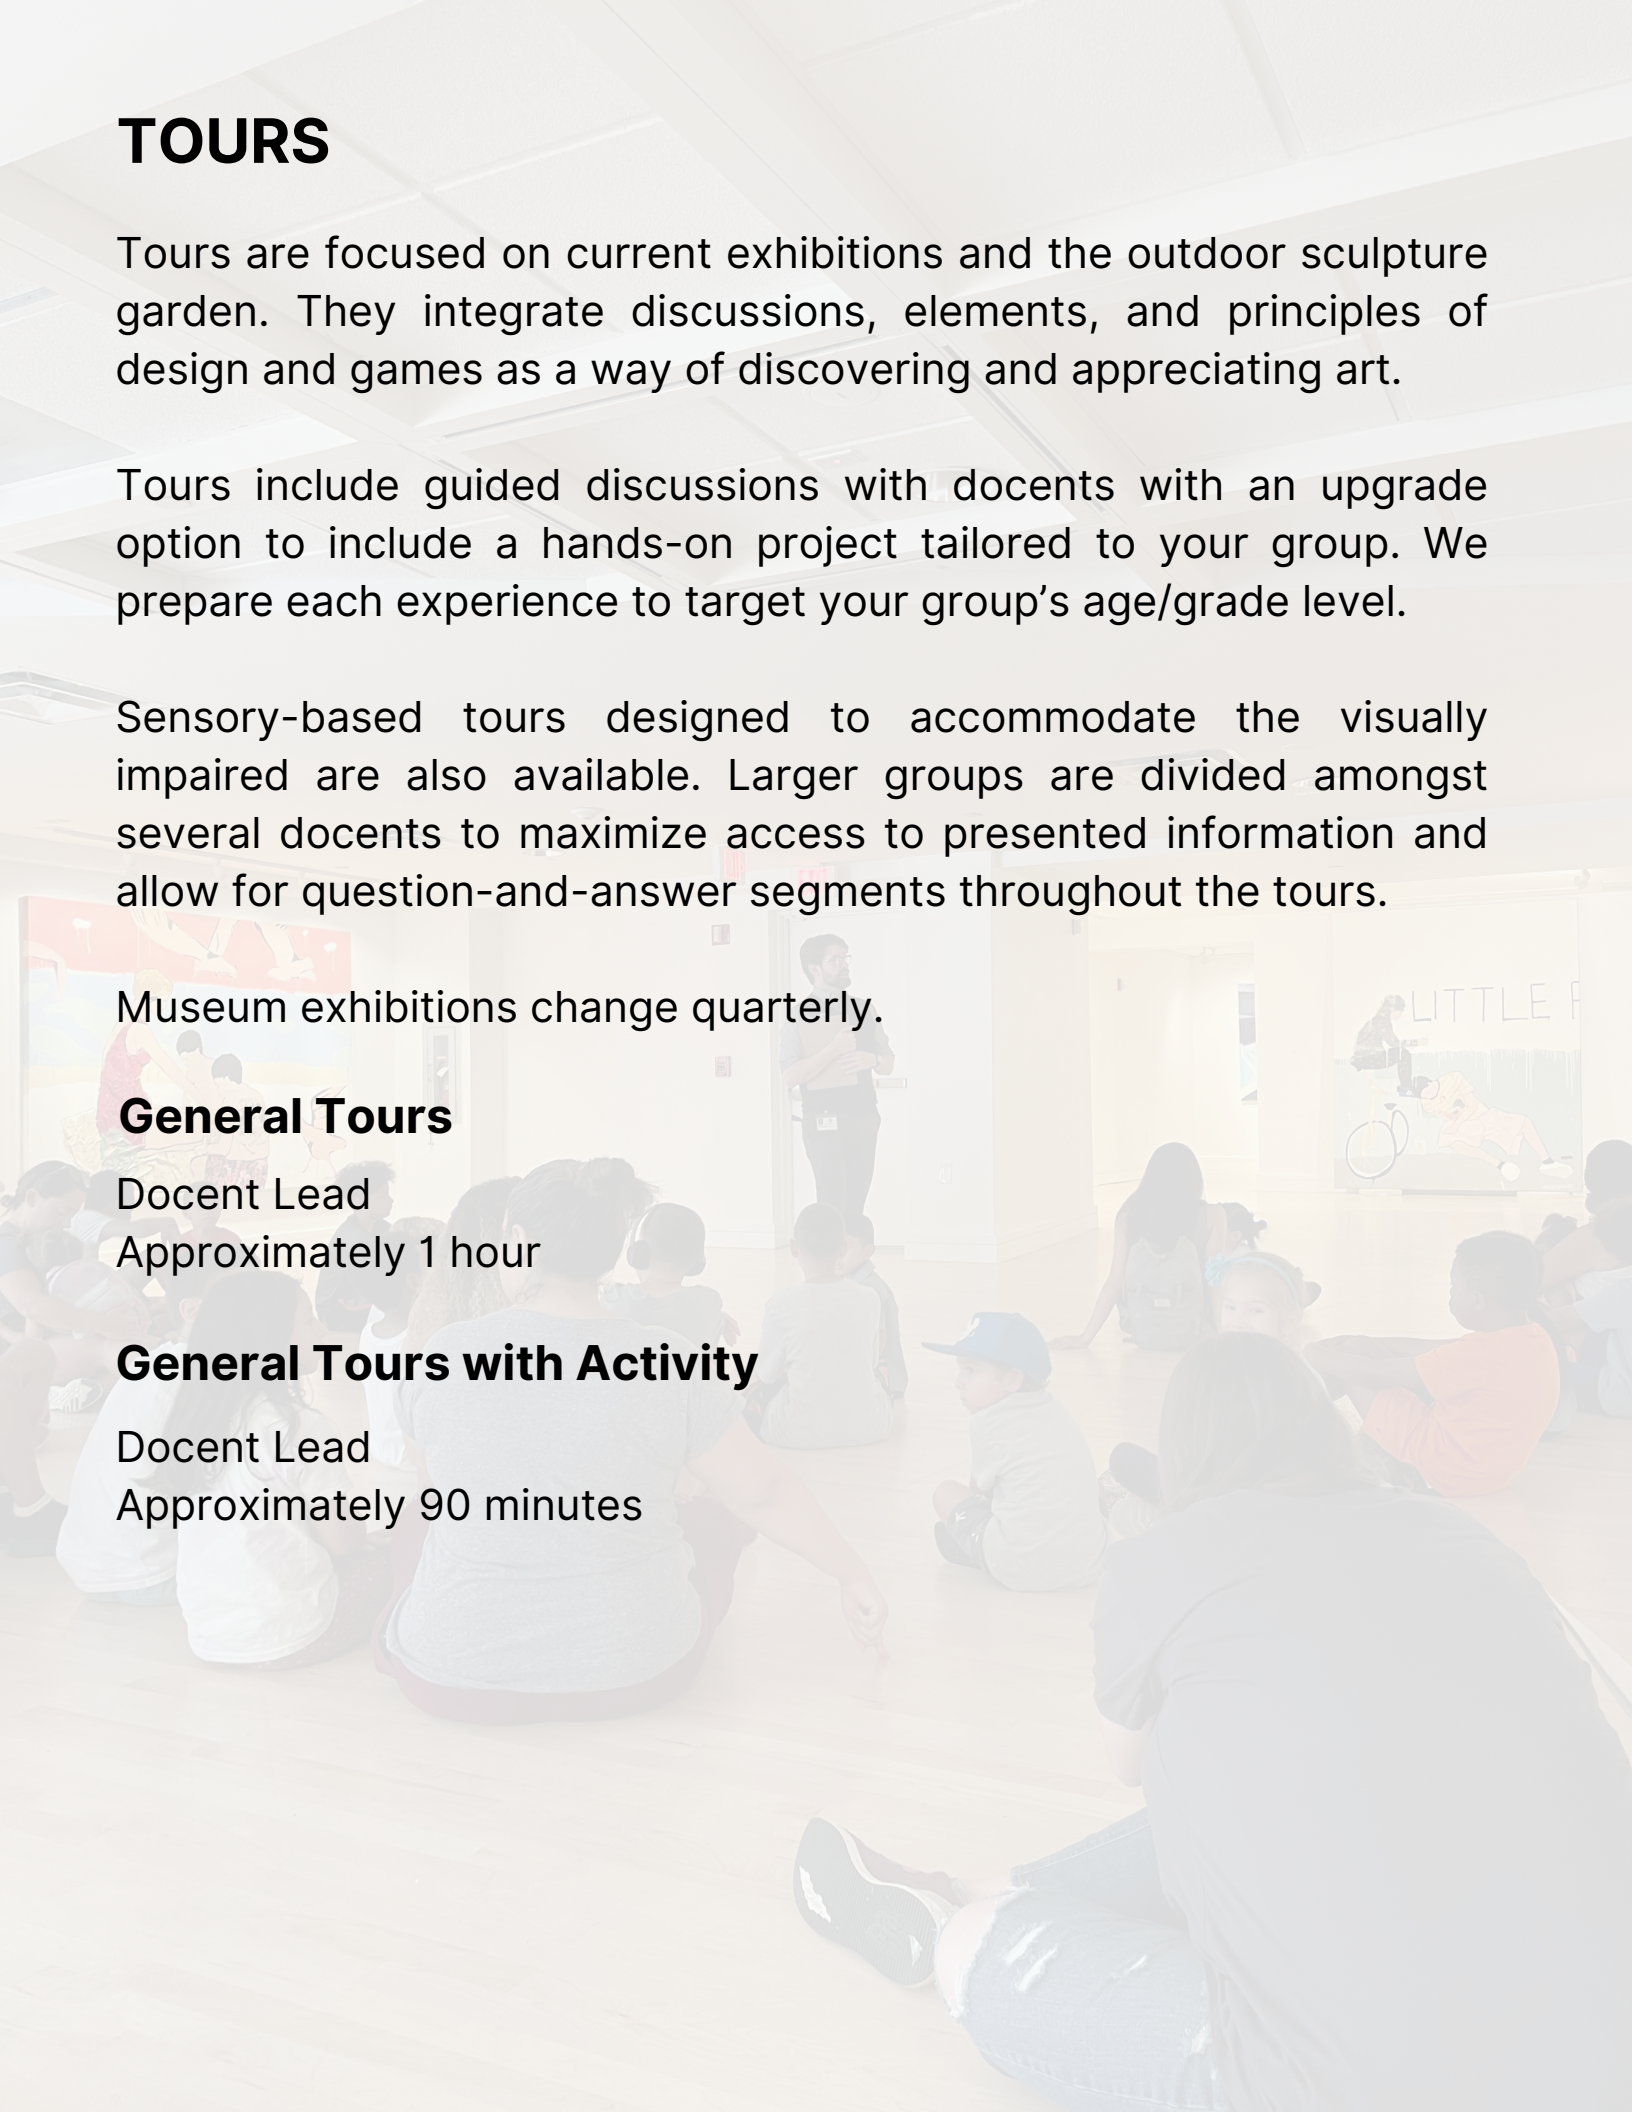 TOURS
Tours are focused on current exhibitions and the outdoor sculpture
garden. They integrate discussions, elements, and principles of
design and games as a way of discovering and appreciating art.
Tours include guided discussions with docents with an upgrade
option to include a hands-on project tailored to your group. We
prepare each experience to target your group’s age/grade level.
Sensory-based tours designed to accommodate the visually
impaired are also available. Larger groups are divided amongst
several docents to maximize access to presented information and
allow for question-and-answer segments throughout the tours.
Museum exhibitions change quarterly.
LITTLE
General Tours
Docent Lead
Approximately 1 hour
General Tours with Activity
Docent Lead
Approximately 90 minutes